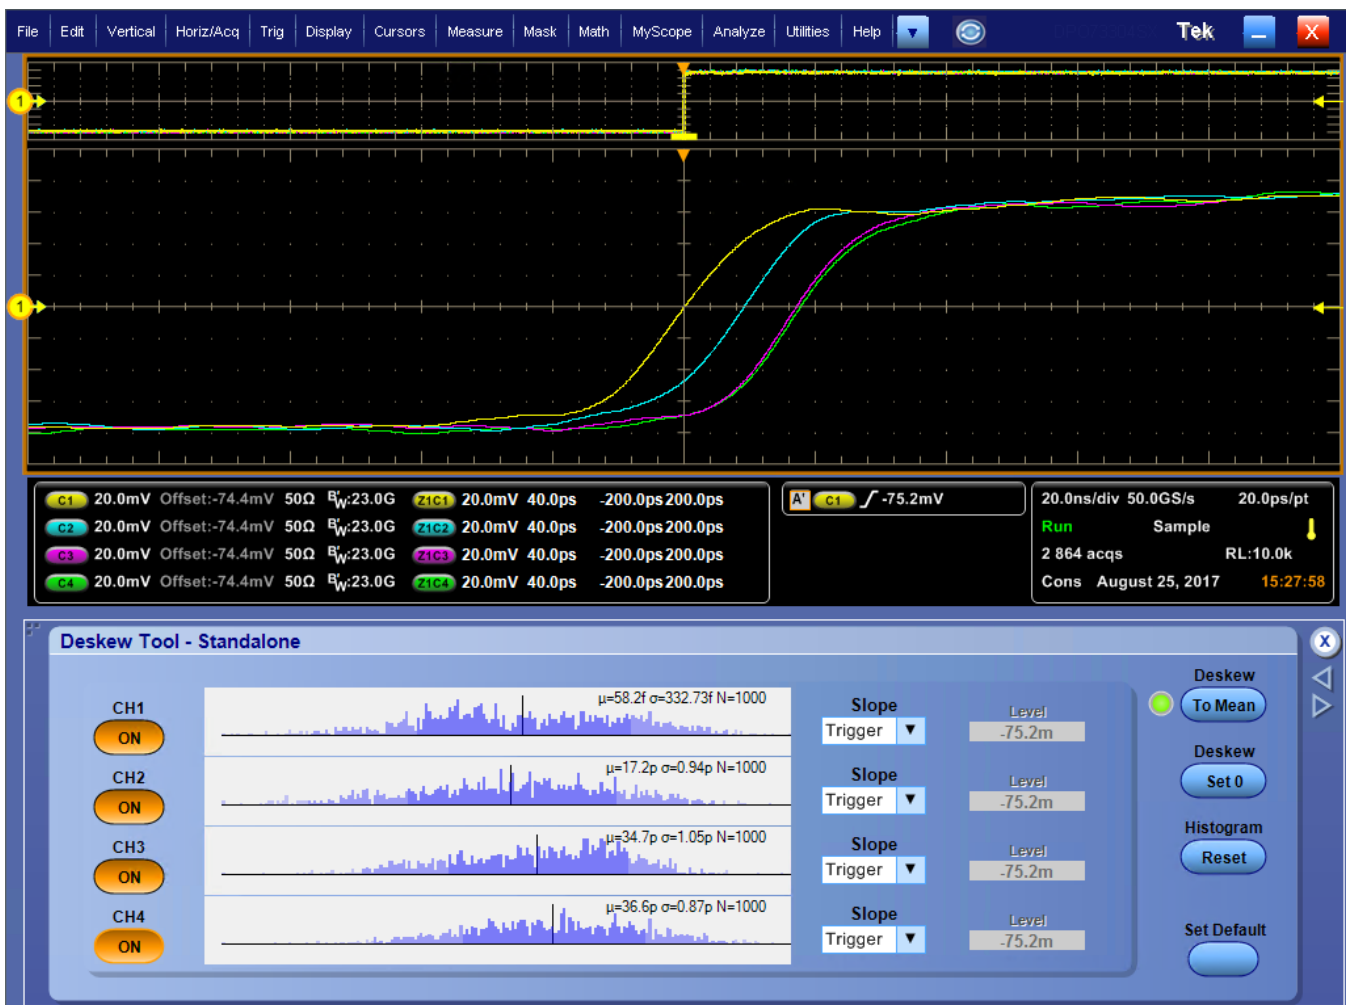 File Edit Vertical Horiz/Acq Trig Display Cursors Measure Mask Math MyScope Analyze Utilities Help Tek X
1
1
C1 20.0mV Offset:-74.4mV 50Ω BW:23.0G Z1C1 20.0mV 40.0ps -200.0ps 200.0ps
C2 20.0mV Offset:-74.4mV 50Ω BW:23.0G Z1C2 20.0mV 40.0ps -200.0ps 200.0ps
C3 20.0mV Offset:-74.4mV 50Ω BW:23.0G Z1C3 20.0mV 40.0ps -200.0ps 200.0ps
C4 20.0mV Offset:-74.4mV 50Ω BW:23.0G Z1C4 20.0mV 40.0ps -200.0ps 200.0ps
A' C1 -75.2mV
20.0ns/div 50.0GS/s 20.0ps/pt
Run Sample
2 864 acqs RL:10.0k
Cons August 25, 2017 15:27:58
Deskew Tool - Standalone X
CH1
ON
μ=58.2f σ=332.73f N=1000
Slope
Trigger
Level
-75.2m
CH2
ON
μ=17.2p σ=0.94p N=1000
Slope
Trigger
Level
-75.2m
CH3
ON
μ=34.7p σ=1.05p N=1000
Slope
Trigger
Level
-75.2m
CH4
ON
μ=36.6p σ=0.87p N=1000
Slope
Trigger
Level
-75.2m
Deskew
To Mean
Deskew
Set 0
Histogram
Reset
Set Default